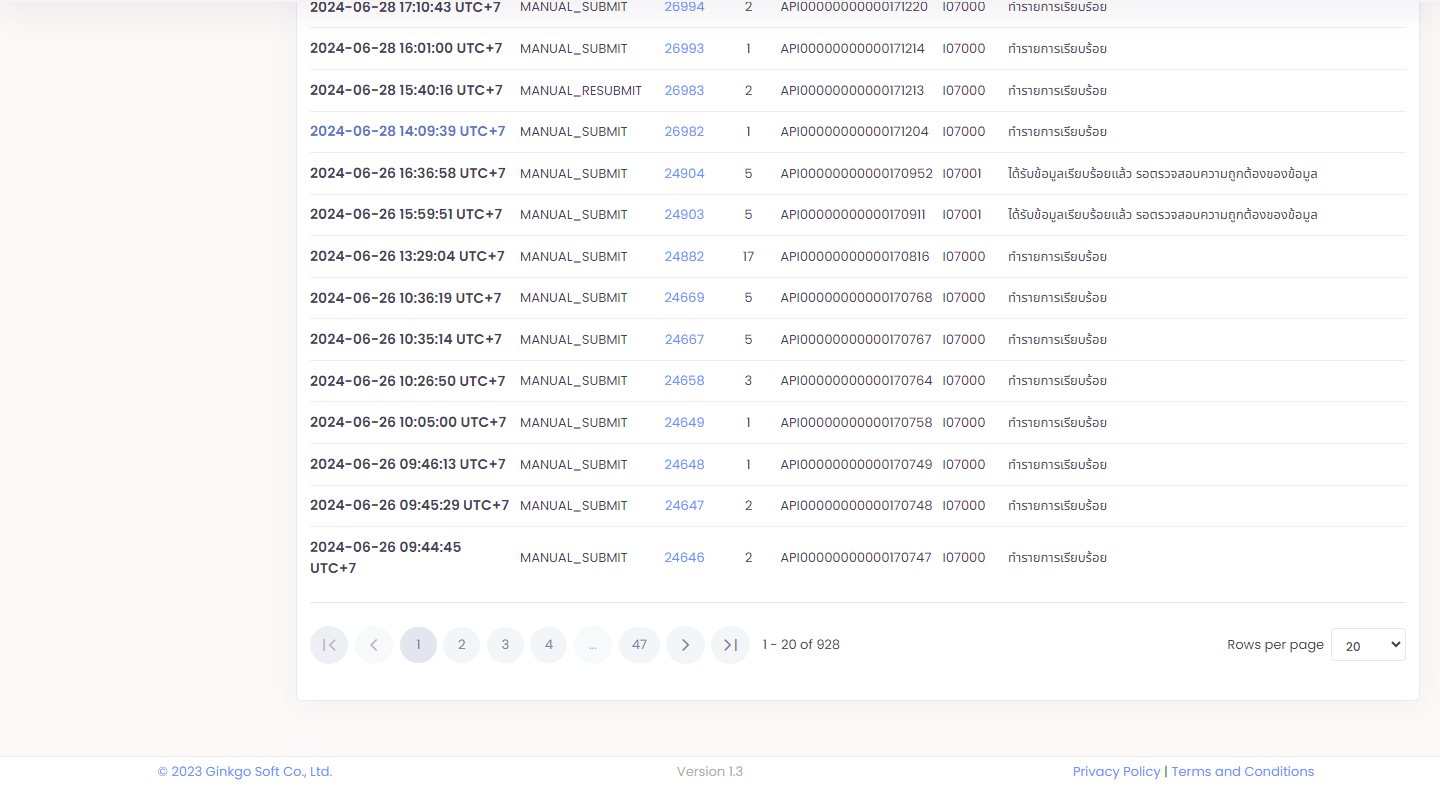 2024-06-28 17:10:43 UTC+7 MANUAL_SUBMIT 26994 2 API00000000000171220 I07000 ทำรายการเรียบร้อย
2024-06-28 16:01:00 UTC+7 MANUAL_SUBMIT 26993 1 API00000000000171214 I07000 ทำรายการเรียบร้อย
2024-06-28 15:40:16 UTC+7 MANUAL_RESUBMIT 26983 2 API00000000000171213 I07000 ทำรายการเรียบร้อย
2024-06-28 14:09:39 UTC+7 MANUAL_SUBMIT 26982 1 API00000000000171204 I07000 ทำรายการเรียบร้อย
2024-06-26 16:36:58 UTC+7 MANUAL_SUBMIT 24904 5 API00000000000170952 I07001 ได้รับข้อมูลเรียบร้อยแล้ว รอตรวจสอบความถูกต้องของข้อมูล
2024-06-26 15:59:51 UTC+7 MANUAL_SUBMIT 24903 5 API00000000000170911 I07001 ได้รับข้อมูลเรียบร้อยแล้ว รอตรวจสอบความถูกต้องของข้อมูล
2024-06-26 13:29:04 UTC+7 MANUAL_SUBMIT 24882 17 API00000000000170816 I07000 ทำรายการเรียบร้อย
2024-06-26 10:36:19 UTC+7 MANUAL_SUBMIT 24669 5 API00000000000170768 I07000 ทำรายการเรียบร้อย
2024-06-26 10:35:14 UTC+7 MANUAL_SUBMIT 24667 5 API00000000000170767 I07000 ทำรายการเรียบร้อย
2024-06-26 10:26:50 UTC+7 MANUAL_SUBMIT 24658 3 API00000000000170764 I07000 ทำรายการเรียบร้อย
2024-06-26 10:05:00 UTC+7 MANUAL_SUBMIT 24649 1 API00000000000170758 I07000 ทำรายการเรียบร้อย
2024-06-26 09:46:13 UTC+7 MANUAL_SUBMIT 24648 1 API00000000000170749 I07000 ทำรายการเรียบร้อย
2024-06-26 09:45:29 UTC+7 MANUAL_SUBMIT 24647 2 API00000000000170748 I07000 ทำรายการเรียบร้อย
2024-06-26 09:44:45
UTC+7 MANUAL_SUBMIT 24646 2 API00000000000170747 I07000 ทำรายการเรียบร้อย
1 2 3 4 ... 47 1 - 20 of 928 Rows per page 20
© 2023 Ginkgo Soft Co., Ltd. Version 1.3 Privacy Policy | Terms and Conditions